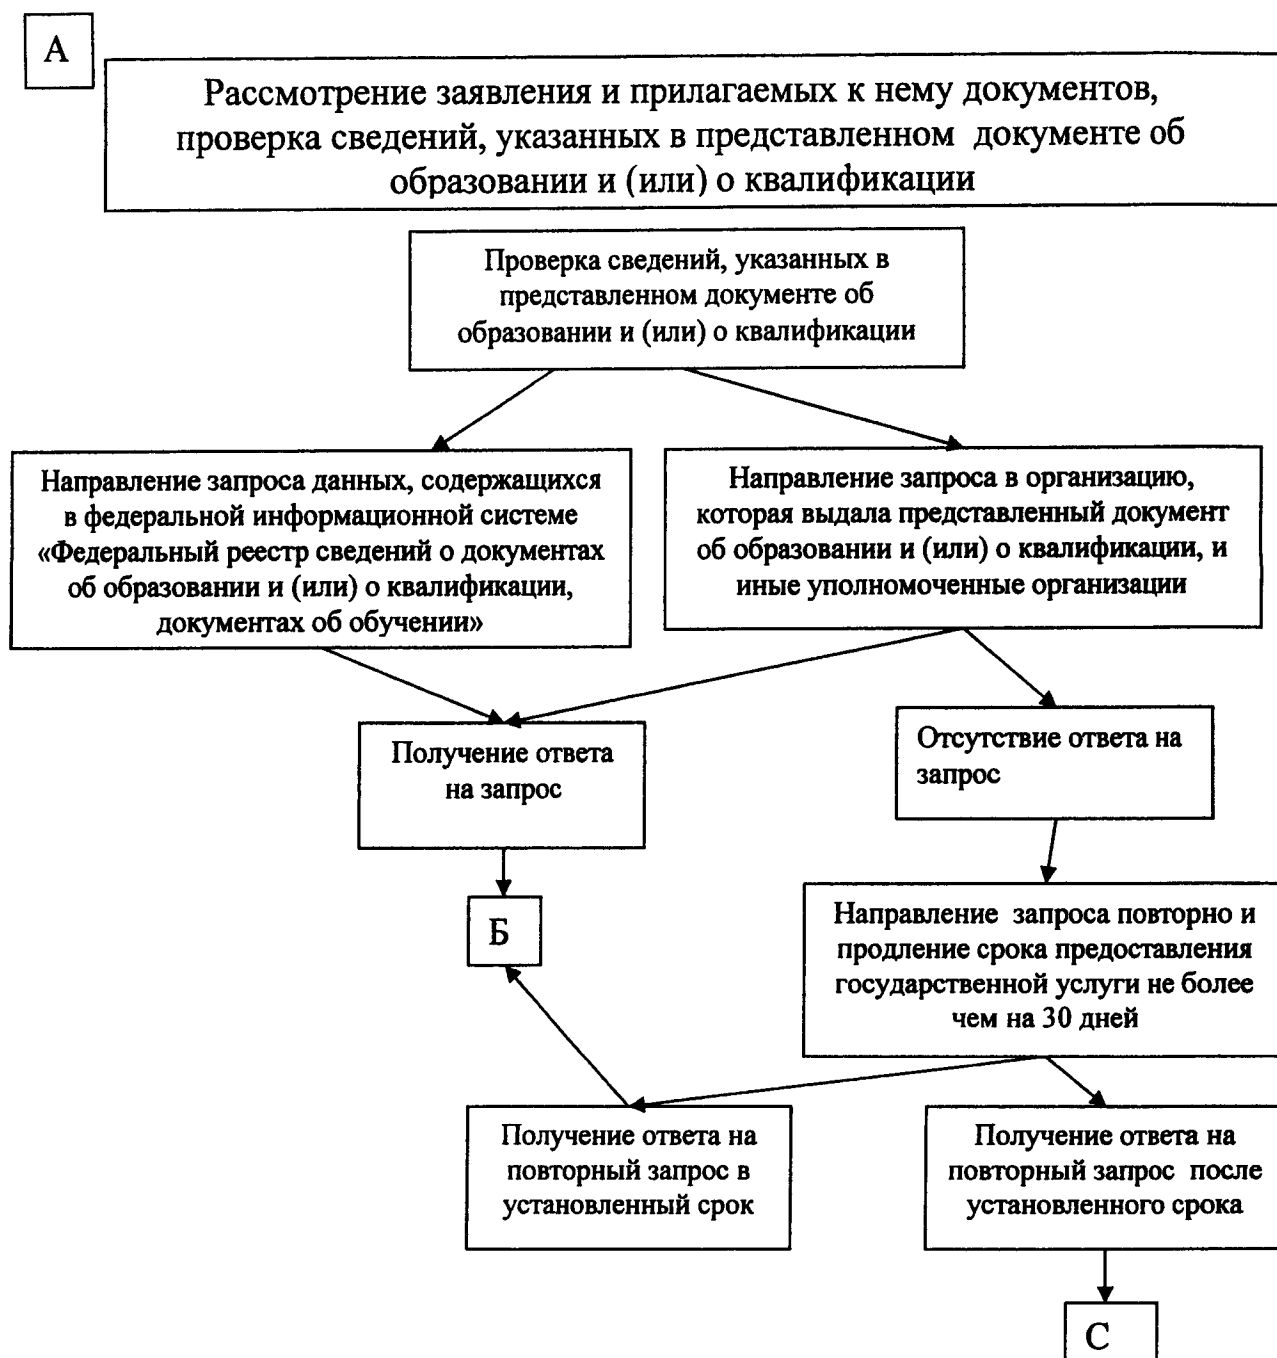 А
Рассмотрение заявления и прилагаемых к нему документов,
проверка сведений, указанных в представленном документе об
образовании и (или) о квалификации
Проверка сведений, указанных в
представленном документе об
образовании и (или) о квалификации
Направление запроса данных, содержащихся
в федеральной информационной системе
«Федеральный реестр сведений о документах
об образовании и (или) о квалификации,
документах об обучении»
Направление запроса в организацию,
которая выдала представленный документ
об образовании и (или) о квалификации, и
иные уполномоченные организации
Получение ответа
на запрос
Отсутствие ответа на
запрос
Б
Направление запроса повторно и
продление срока предоставления
государственной услуги не более
чем на 30 дней
Получение ответа на
повторный запрос в
установленный срок
Получение ответа на
повторный запрос после
установленного срока
С